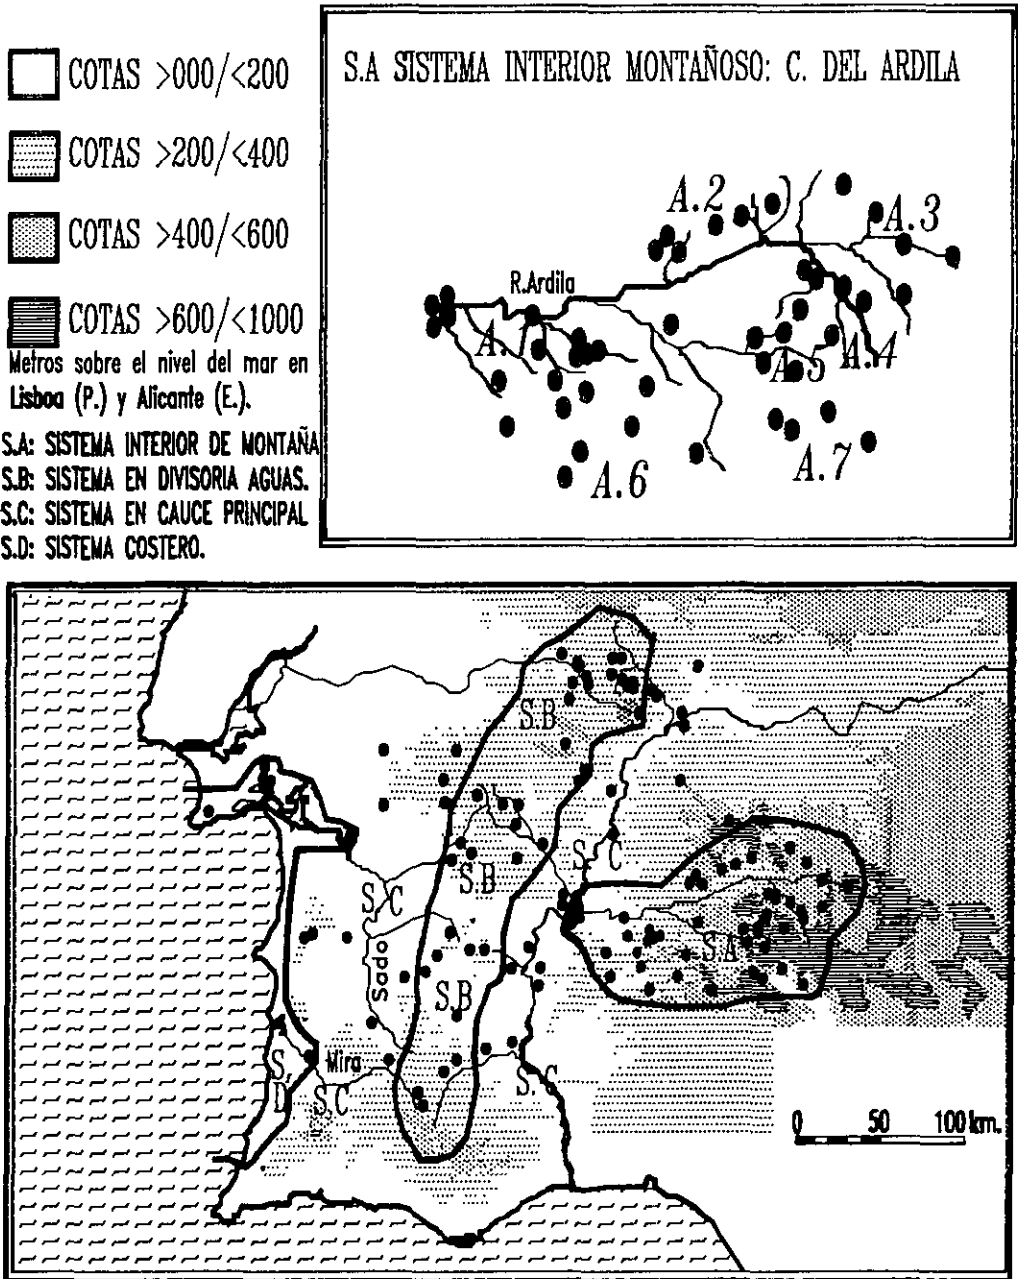 COTAS >000/<200
COTAS >200/<400
COTAS >400/<600
COTAS >600/<1000
Metros sobre el nivel del mar en
Lisboa (P.) y Alicante (E.).
S.A: SISTEMA INTERIOR DE MONTAÑA
S.B: SISTEMA EN DIVISORIA AGUAS.
S.C: SISTEMA EN CAUCE PRINCIPAL
S.D: SISTEMA COSTERO.
S.A SISTEMA INTERIOR MONTAÑOSO: C. DEL ARDILA
A.2
A.3
R.Ardila
A.
A.5
A.4
A.6
A.7
S.B
S.C
S.B
S.C
S.A
Sado
S.B
S.D
Mira
S.C
S.C
0 50 100 km.